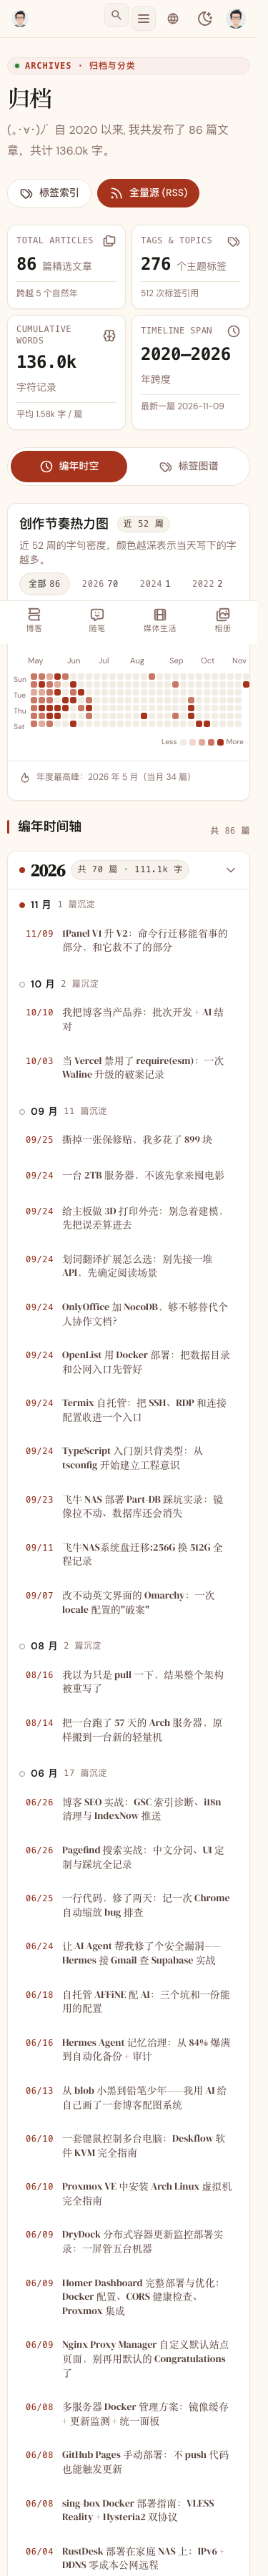 ARCHIVES · 归档与分类
归档
(｡･∀･)ﾉﾞ 自 2020 以来, 我共发布了 86 篇文
章，共计 136.0k 字。
标签索引
全量源 (RSS)
TOTAL ARTICLES
86 篇精选文章
跨越 5 个自然年
TAGS & TOPICS
276 个主题标签
512 次标签引用
CUMULATIVE
WORDS
136.0k
字符记录
平均 1.58k 字 / 篇
TIMELINE SPAN
2020—2026
年跨度
最新一篇 2026-11-09
编年时空
标签图谱
创作节奏热力图 近 52 周
近 52 周的字句密度，颜色越深表示当天写下的字
越多。
全部 86
2026 70
2024 1
2022 2
博客
随笔
媒体生活
相册
May Jun Jul Aug Sep Oct Nov
Sun
Tue
Thu
Sat
Less More
年度最高峰：2026 年 5 月（当月 34 篇）
编年时间轴
共 86 篇
2026 共 70 篇 · 111.1k 字
11 月 1 篇沉淀
11/09 1Panel V1 升 V2：命令行迁移能省事的
部分，和它救不了的部分
10 月 2 篇沉淀
10/10 我把博客当产品养：批次开发 + AI 结
对
10/03 当 Vercel 禁用了 require(esm)：一次
Waline 升级的破案记录
09 月 11 篇沉淀
09/25 撕掉一张保修贴，我多花了 899 块
09/24 一台 2TB 服务器，不该先拿来囤电影
09/24 给主板做 3D 打印外壳：别急着建模，
先把误差算进去
09/24 划词翻译扩展怎么选：别先接一堆
API，先确定阅读场景
09/24 OnlyOffice 加 NocoDB，够不够替代个
人协作文档?
09/24 OpenList 用 Docker 部署：把数据目录
和公网入口先管好
09/24 Termix 自托管：把 SSH、RDP 和连接
配置收进一个入口
09/24 TypeScript 入门别只背类型：从
tsconfig 开始建立工程意识
09/23 飞牛 NAS 部署 Part-DB 踩坑实录：镜
像拉不动、数据库还会消失
09/11 飞牛NAS系统盘迁移:256G 换 512G 全
程记录
09/07 改不动英文界面的 Omarchy：一次
locale 配置的"破案"
08 月 2 篇沉淀
08/16 我以为只是 pull 一下，结果整个架构
被重写了
08/14 把一台跑了 57 天的 Arch 服务器，原
样搬到一台新的轻量机
06 月 17 篇沉淀
06/26 博客 SEO 实战：GSC 索引诊断、i18n
清理与 IndexNow 推送
06/26 Pagefind 搜索实战：中文分词、UI 定
制与踩坑全记录
06/25 一行代码，修了两天：记一次 Chrome
自动缩放 bug 排查
06/24 让 AI Agent 帮我修了个安全漏洞——
Hermes 接 Gmail 查 Supabase 实战
06/18 自托管 AFFiNE 配 AI：三个坑和一份能
用的配置
06/16 Hermes Agent 记忆治理：从 84% 爆满
到自动化备份 + 审计
06/13 从 blob 小黑到铅笔少年——我用 AI 给
自己画了一套博客配图系统
06/10 一套键鼠控制多台电脑：Deskflow 软
件 KVM 完全指南
06/10 Proxmox VE 中安装 Arch Linux 虚拟机
完全指南
06/09 DryDock 分布式容器更新监控部署实
录：一屏管五台机器
06/09 Homer Dashboard 完整部署与优化：
Docker 配置、CORS 健康检查、
Proxmox 集成
06/09 Nginx Proxy Manager 自定义默认站点
页面，别再用默认的 Congratulations
了
06/08 多服务器 Docker 管理方案：镜像缓存
+ 更新监测 + 统一面板
06/08 GitHub Pages 手动部署：不 push 代码
也能触发更新
06/08 sing-box Docker 部署指南：VLESS
Reality + Hysteria2 双协议
06/04 RustDesk 部署在家庭 NAS 上：IPv6 +
DDNS 零成本公网远程